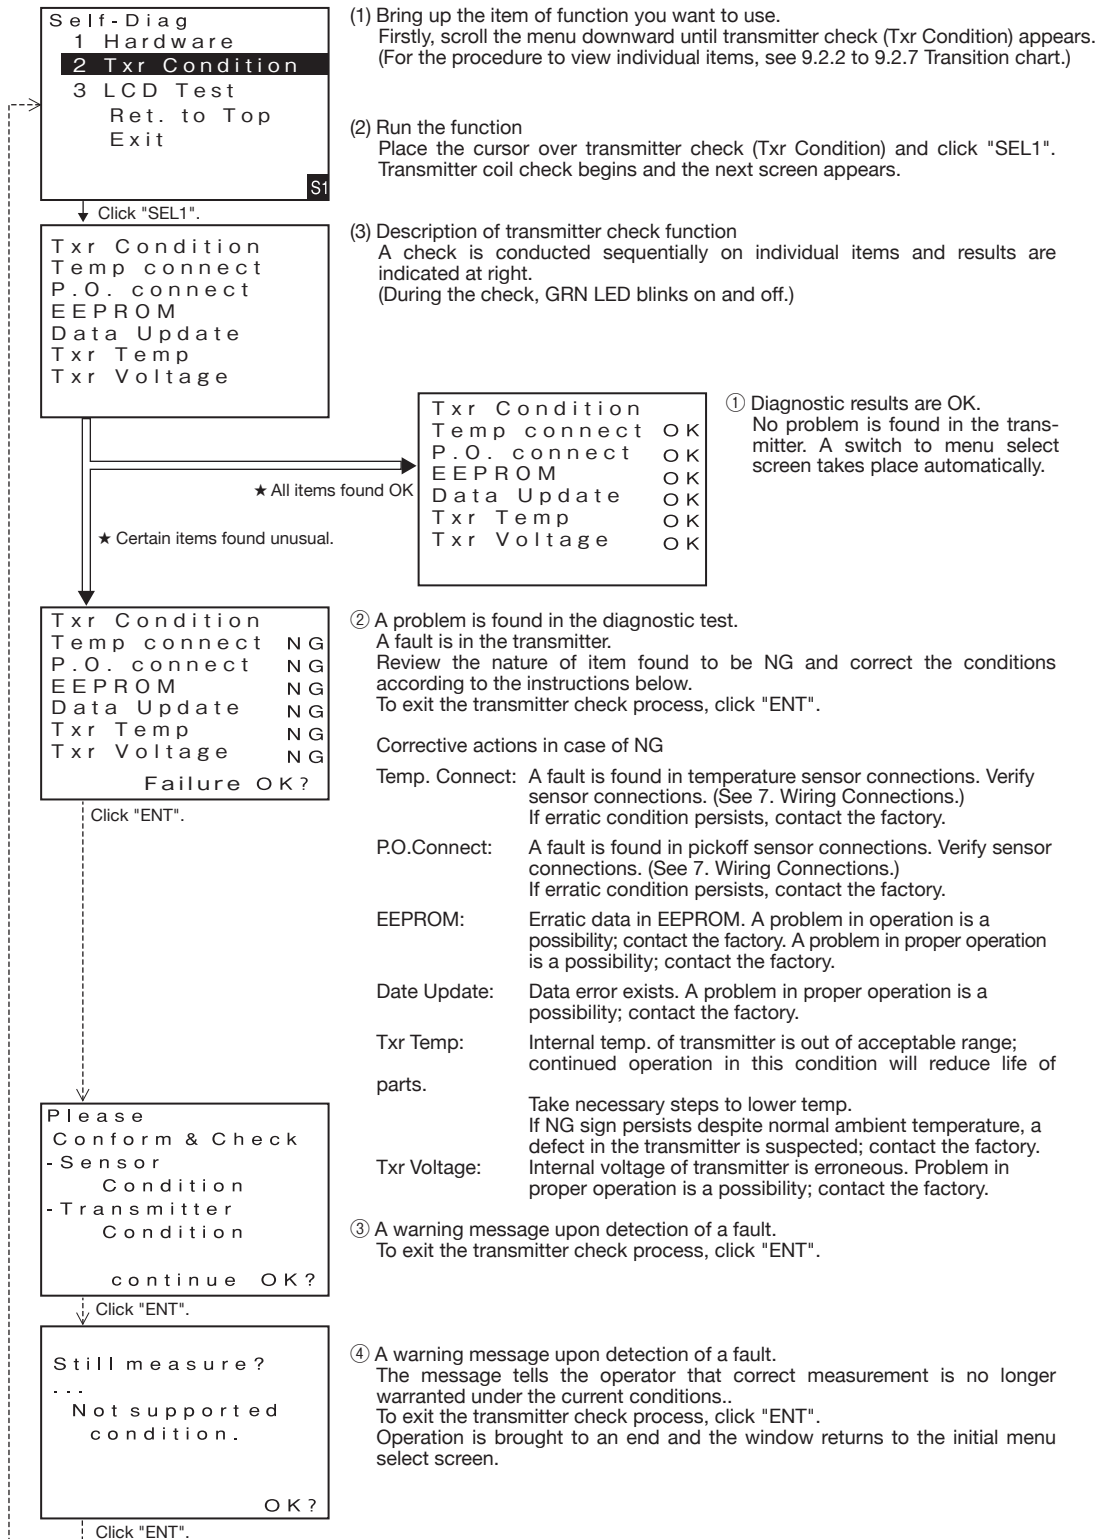 Self-Diag
1 Hardware
2 Txr Condition
3 LCD Test
Ret. to Top
Exit
S1
Click "SEL1".
(1) Bring up the item of function you want to use.
Firstly, scroll the menu downward until transmitter check (Txr Condition) appears.
(For the procedure to view individual items, see 9.2.2 to 9.2.7 Transition chart.)
(2) Run the function
Place the cursor over transmitter check (Txr Condition) and click "SEL1".
Transmitter coil check begins and the next screen appears.
Txr Condition
Temp connect
P.O. connect
EEPROM
Data Update
Txr Temp
Txr Voltage
(3) Description of transmitter check function
A check is conducted sequentially on individual items and results are
indicated at right.
(During the check, GRN LED blinks on and off.)
★ All items found OK
★ Certain items found unusual.
Txr Condition
Temp connect OK
P.O. connect OK
EEPROM OK
Data Update OK
Txr Temp OK
Txr Voltage OK
① Diagnostic results are OK.
No problem is found in the trans-
mitter. A switch to menu select
screen takes place automatically.
Txr Condition
Temp connect NG
P.O. connect NG
EEPROM NG
Data Update NG
Txr Temp NG
Txr Voltage NG
Failure OK?
Click "ENT".
② A problem is found in the diagnostic test.
A fault is in the transmitter.
Review the nature of item found to be NG and correct the conditions
according to the instructions below.
To exit the transmitter check process, click "ENT".
Corrective actions in case of NG
Temp. Connect: A fault is found in temperature sensor connections. Verify
sensor connections. (See 7. Wiring Connections.)
If erratic condition persists, contact the factory.
P.O.Connect: A fault is found in pickoff sensor connections. Verify sensor
connections. (See 7. Wiring Connections.)
If erratic condition persists, contact the factory.
EEPROM: Erratic data in EEPROM. A problem in operation is a
possibility; contact the factory. A problem in proper operation
is a possibility; contact the factory.
Date Update: Data error exists. A problem in proper operation is a
possibility; contact the factory.
Txr Temp: Internal temp. of transmitter is out of acceptable range;
continued operation in this condition will reduce life of
parts.
Take necessary steps to lower temp.
If NG sign persists despite normal ambient temperature, a
defect in the transmitter is suspected; contact the factory.
Txr Voltage: Internal voltage of transmitter is erroneous. Problem in
proper operation is a possibility; contact the factory.
Please
Conform & Check
-Sensor
Condition
-Transmitter
Condition
continue OK?
Click "ENT".
③ A warning message upon detection of a fault.
To exit the transmitter check process, click "ENT".
Still measure?
...
Not supported
condition.
OK?
Click "ENT".
④ A warning message upon detection of a fault.
The message tells the operator that correct measurement is no longer
warranted under the current conditions..
To exit the transmitter check process, click "ENT".
Operation is brought to an end and the window returns to the initial menu
select screen.